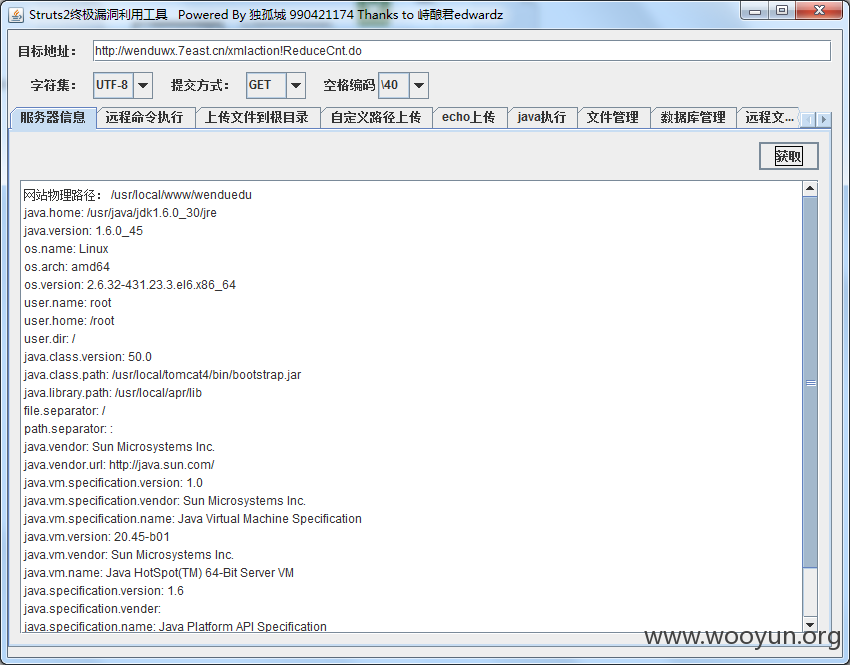 Struts2终极漏洞利用工具 Powered By 独孤城 990421174 Thanks to 峙酿君edwardz
目标地址： http://wenduwx.7east.cn/xmlaction!ReduceCnt.do
字符集： UTF-8 提交方式： GET 空格编码 \40
服务器信息 远程命令执行 上传文件到根目录 自定义路径上传 echo上传 java执行 文件管理 数据库管理 远程文...
获取
网站物理路径： /usr/local/www/wenduedu
java.home: /usr/java/jdk1.6.0_30/jre
java.version: 1.6.0_45
os.name: Linux
os.arch: amd64
os.version: 2.6.32-431.23.3.el6.x86_64
user.name: root
user.home: /root
user.dir: /
java.class.version: 50.0
java.class.path: /usr/local/tomcat4/bin/bootstrap.jar
java.library.path: /usr/local/apr/lib
file.separator: /
path.separator: :
java.vendor: Sun Microsystems Inc.
java.vendor.url: http://java.sun.com/
java.vm.specification.version: 1.0
java.vm.specification.vendor: Sun Microsystems Inc.
java.vm.specification.name: Java Virtual Machine Specification
java.vm.version: 20.45-b01
java.vm.vendor: Sun Microsystems Inc.
java.vm.name: Java HotSpot(TM) 64-Bit Server VM
java.specification.version: 1.6
java.specification.vender:
java.specification.name: Java Platform API Specification
www.wooyun.org